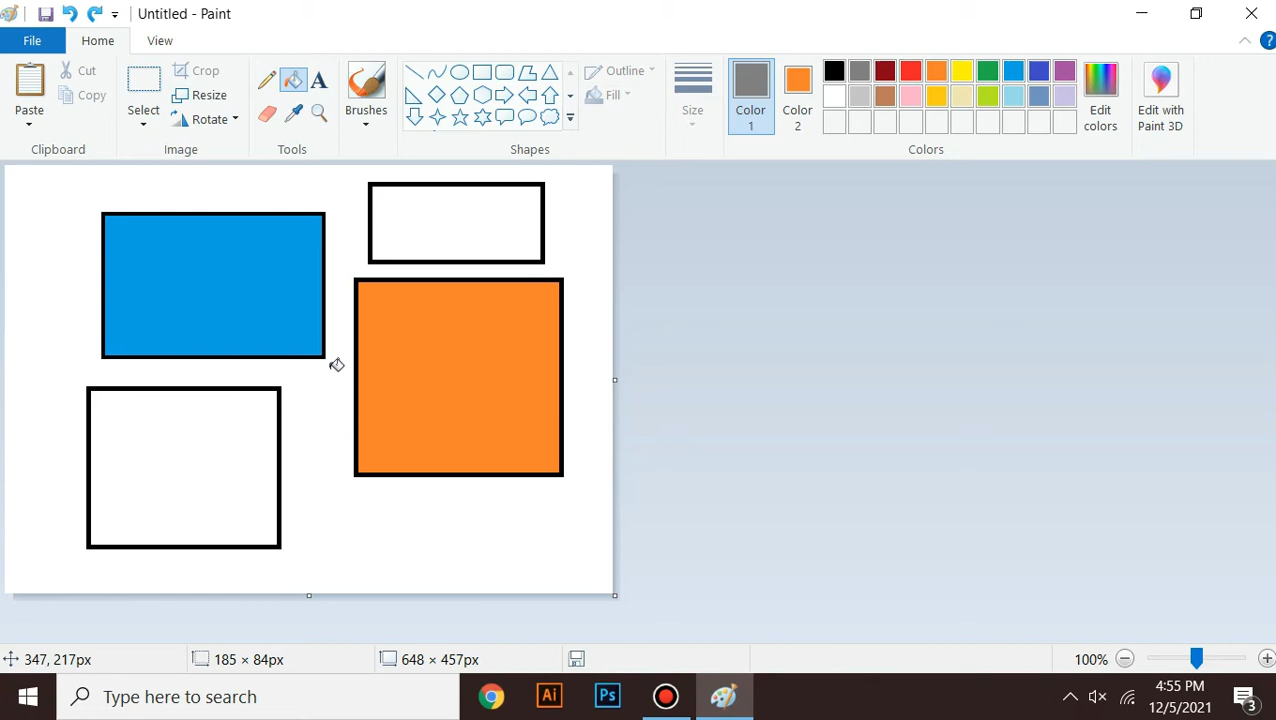 Untitled - Paint
File Home View
Paste
Cut
Copy
Clipboard
Select
Crop
Resize
Rotate
Image
A
Tools
Brushes
Outline
Fill
Shapes
Size
Color 1
Color 2
Edit colors
Edit with Paint 3D
Colors
347, 217px
185 × 84px
648 × 457px
100%
Type here to search
Ai
Ps
4:55 PM
12/5/2021
3